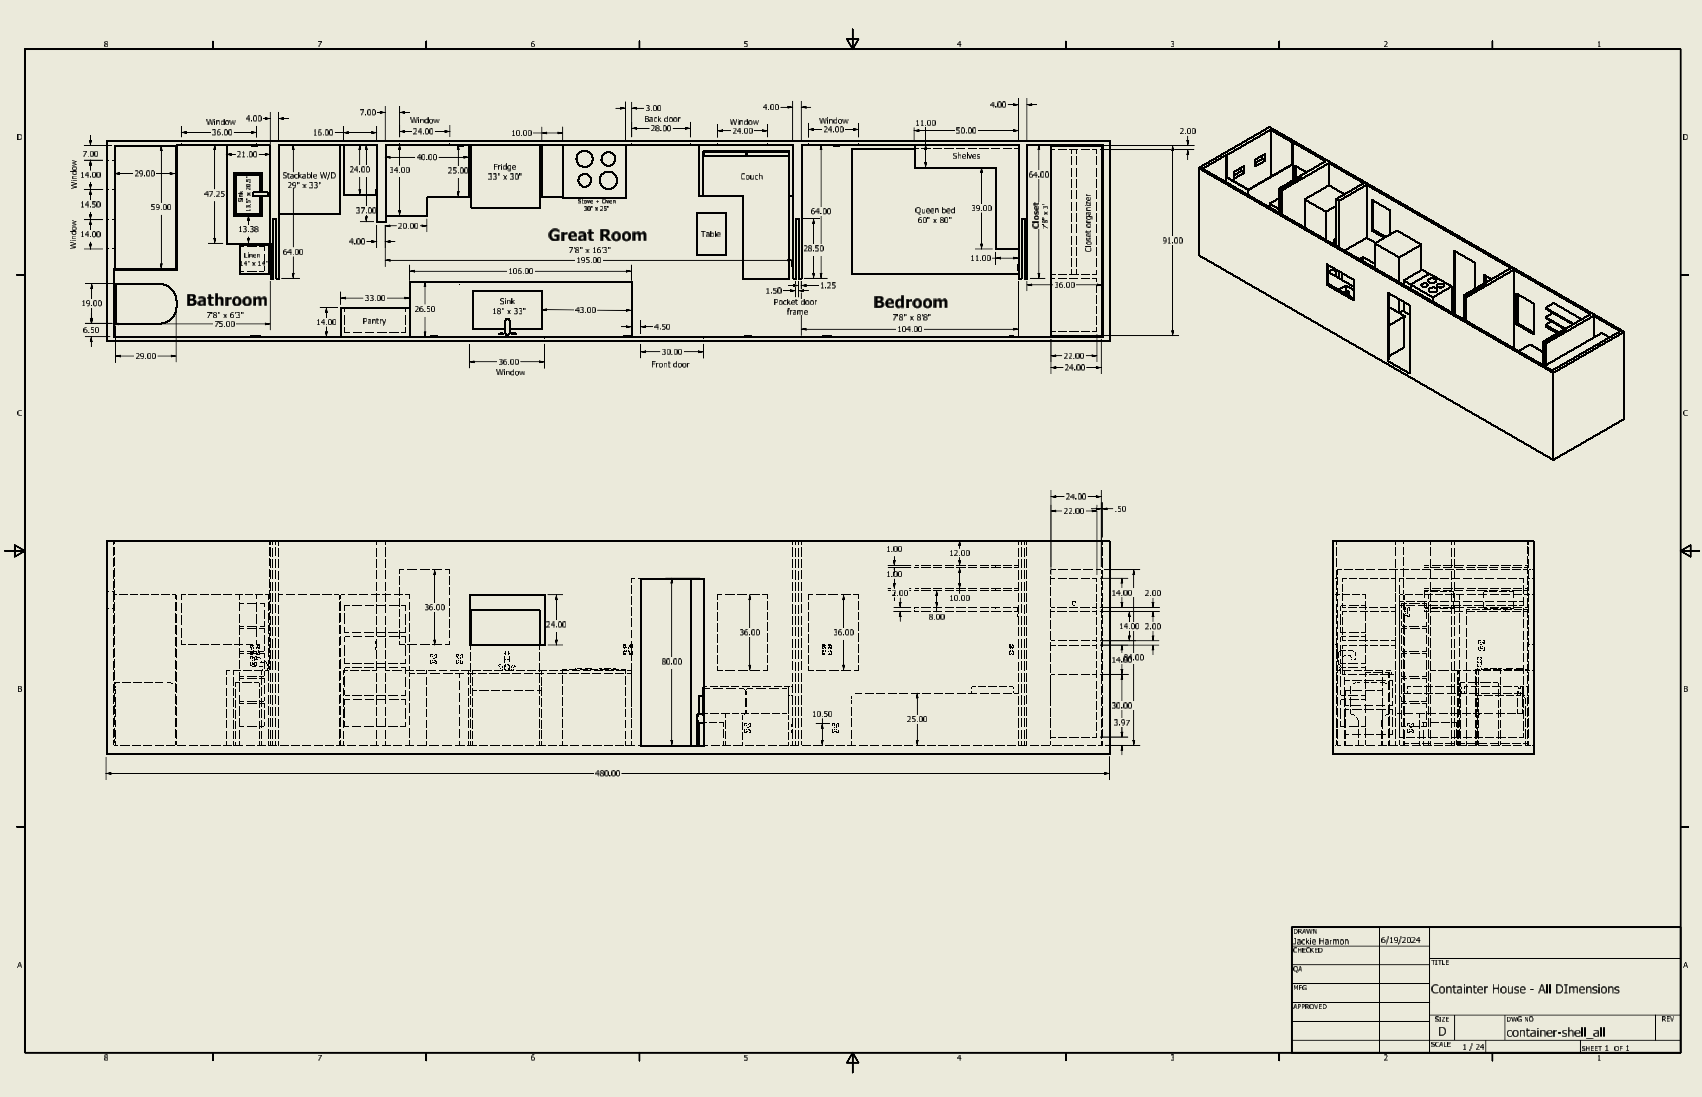 8 7 6 5 4 3 2 1
D D
7.00 3.00 4.00 4.00
Window 4.00 Window Back door Window Window 11.00
36.00 16.00 24.00 10.00 28.00 24.00 24.00 50.00 2.00
7.00 21.00 40.00 Shelves
Window 14.00 29.00 Stackable W/D 24.00 34.00 25.00 Fridge Couch 64.00
29" x 33" 33" x 30"
47.25 Sink
14.50 59.00 37.00 Stove + Oven 39.00 Closet
30" x 25" 7'8" x 3'
64.00 Queen bed Closet organizer
60" x 80"
Window 14.00 13.38 20.00
4.00 Great Room Table 91.00
7'8" x 16'3" 28.50
64.00 Linen 195.00 11.00
14" x 14"
106.00 1.50 1.25 36.00
19.00 Bathroom 33.00 Sink Pocket door Bedroom
7'8" x 6'3" 26.50 18" x 33" 43.00 frame 7'8" x 8'8"
6.50 75.00 14.00 Pantry 4.50 104.00
29.00 36.00 30.00 22.00
Window Front door 24.00
C C
24.00
22.00 .50
1.00 12.00
1.00
2.00 10.00 14.00 2.00
36.00 24.00 36.00 36.00 8.00 14.00 2.00
80.00 14.00
B B
10.50 25.00 30.00
3.97
480.00
DRAWN
Jackie Harmon 6/19/2024
CHECKED
TITLE
QA
MFG Containter House - All DImensions
APPROVED
SIZE DWG NO REV
D container-shell_all
SCALE 1 / 24 SHEET 1 OF 1
A A
8 7 6 5 4 3 2 1